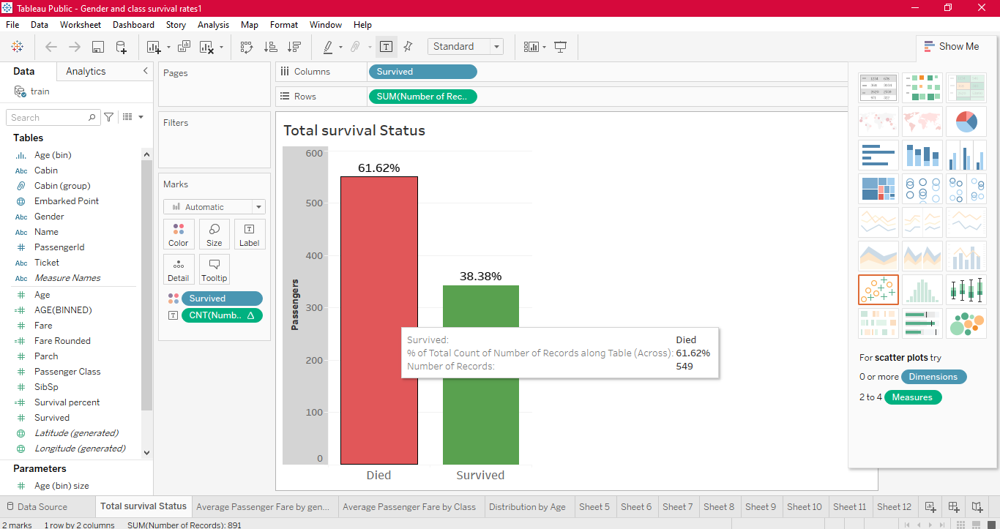 Tableau Public - Gender and class survival rates1
File Data Worksheet Dashboard Story Analysis Map Format Window Help
Standard
Show Me
Data Analytics
train
Search
Tables
Age (bin)
Abc Cabin
Cabin (group)
Embarked Point
Abc Gender
Abc Name
PassengerId
Abc Ticket
Abc Measure Names
Age
AGE(BINNED)
Fare
Fare Rounded
Parch
Passenger Class
SibSp
Survival percent
Survived
Latitude (generated)
Longitude (generated)
Parameters
Age (bin) size
Pages
Filters
Marks
Automatic
Color Size Label
Detail Tooltip
Survived
CNT(Numb..
Columns Survived
Rows SUM(Number of Rec..
Total survival Status
Passengers
600
500
400
300
200
100
0
61.62%
38.38%
Died Survived
Survived: Died
% of Total Count of Number of Records along Table (Across): 61.62%
Number of Records: 549
For scatter plots try
0 or more Dimensions
2 to 4 Measures
Data Source Total survival Status Average Passenger Fare by gen... Average Passenger Fare by Class Distribution by Age Sheet 5 Sheet 6 Sheet 7 Sheet 8 Sheet 9 Sheet 10 Sheet 11 Sheet 12
2 marks 1 row by 2 columns SUM(Number of Records): 891